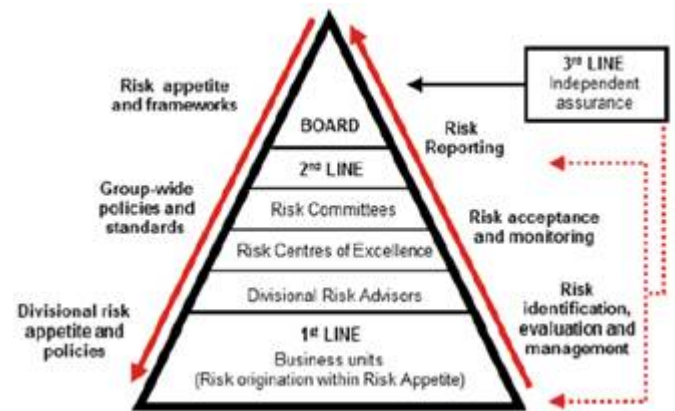 Risk appetite
and frameworks
Group-wide
policies and
standards
Divisional risk
appetite and
policies
BOARD
2nd LINE
Risk Committees
Risk Centres of Excellence
Divisional Risk Advisors
1st LINE
Business units
(Risk origination within Risk Appetite)
Risk
Reporting
Risk acceptance
and monitoring
Risk
identification,
evaluation and
management
3rd LINE
Independent
assurance